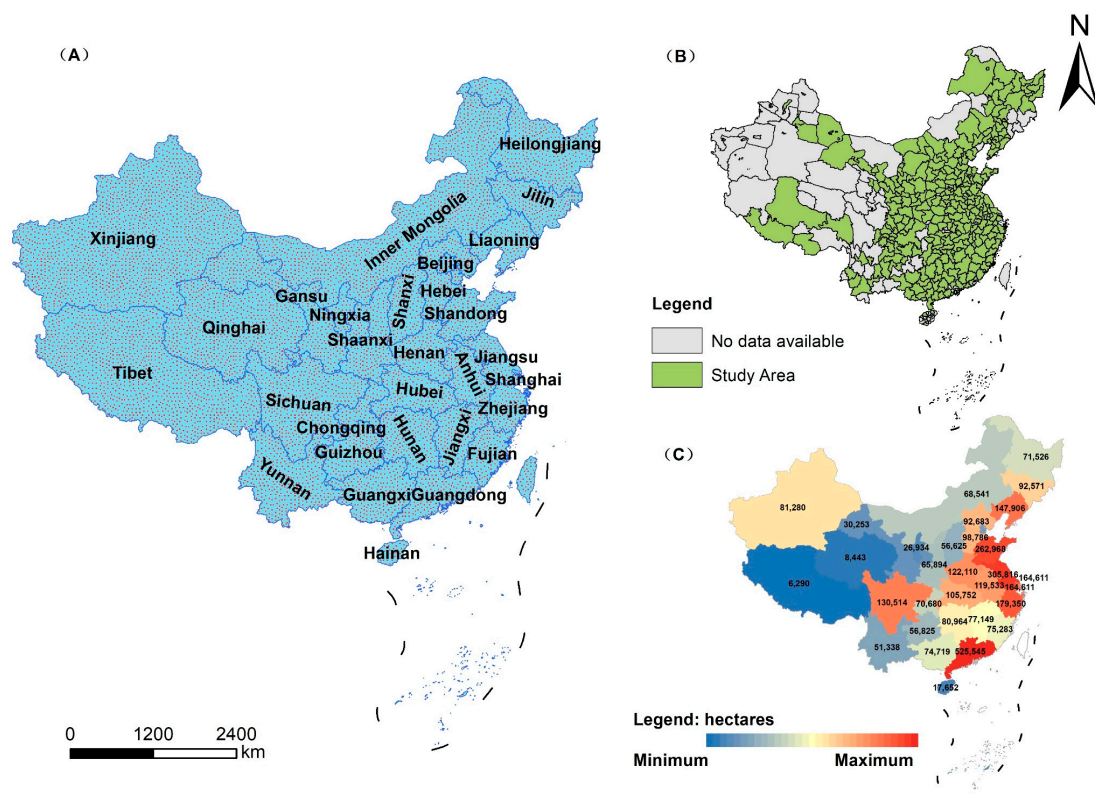 (A)
Heilongjiang
Jilin
Inner Mongolia
Liaoning
Xinjiang
Beijing
Shanxi
Hebei
Gansu
Ningxia
Shandong
Qinghai
Shaanxi
Henan
Jiangsu
Tibet
Anhui
Shanghai
Hubei
Sichuan
Zhejiang
Chongqing
Hunan
Jiangxi
Guizhou
Fujian
Yunnan
Guangxi
Guangdong
Hainan
0 1200 2400
km
(B)
N
Legend
No data available
Study Area
(C)
71,526
92,571
68,541
147,906
81,280
92,683
30,253
98,786
26,934
56,625
262,968
8,443
65,894
122,110
305,816
164,611
6,290
119,533
164,611
105,752
130,514
70,680
179,350
80,964
77,149
56,825
75,283
51,338
74,719
525,545
17,652
Legend: hectares
Minimum
Maximum